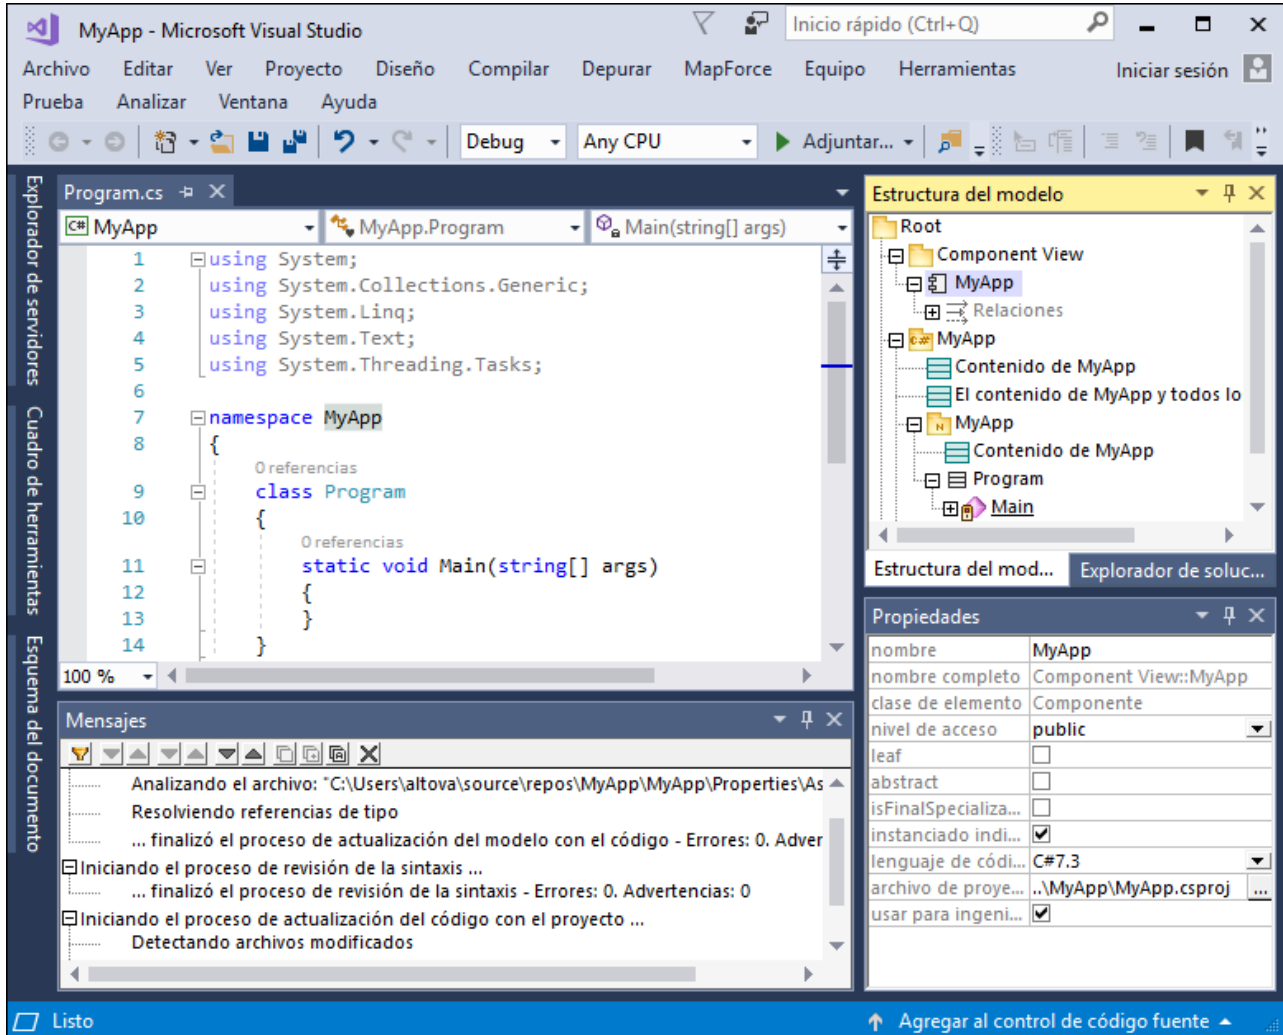 MyApp - Microsoft Visual Studio
Inicio rápido (Ctrl+Q)
Archivo Editar Ver Proyecto Diseño Compilar Depurar MapForce Equipo Herramientas Iniciar sesión
Prueba Analizar Ventana Ayuda
Debug Any CPU Adjuntar...
Explorador de servidores
Cuadro de herramientas
Esquema del documento
Program.cs
C# MyApp MyApp.Program Main(string[] args)
1 using System;
2 using System.Collections.Generic;
3 using System.Linq;
4 using System.Text;
5 using System.Threading.Tasks;
6
7 namespace MyApp
8 {
0 referencias
9 class Program
10 {
0 referencias
11 static void Main(string[] args)
12 {
13 }
14 }
100 %
Mensajes
Analizando el archivo: "C:\Users\altova\source\repos\MyApp\MyApp\Properties\As
Resolviendo referencias de tipo
... finalizó el proceso de actualización del modelo con el código - Errores: 0. Adver
Iniciando el proceso de revisión de la sintaxis ...
... finalizó el proceso de revisión de la sintaxis - Errores: 0. Advertencias: 0
Iniciando el proceso de actualización del código con el proyecto ...
Detectando archivos modificados
Estructura del modelo
Root
Component View
MyApp
Relaciones
C# MyApp
Contenido de MyApp
El contenido de MyApp y todos lo
N MyApp
Contenido de MyApp
Program
Main
Estructura del mod... Explorador de soluc...
Propiedades
nombre MyApp
nombre completo Component View::MyApp
clase de elemento Componente
nivel de acceso public
leaf
abstract
isFinalSpecializa...
instanciado indi...
lenguaje de códi... C#7.3
archivo de proye... ..\MyApp\MyApp.csproj ...
usar para ingeni...
Listo
Agregar al control de código fuente